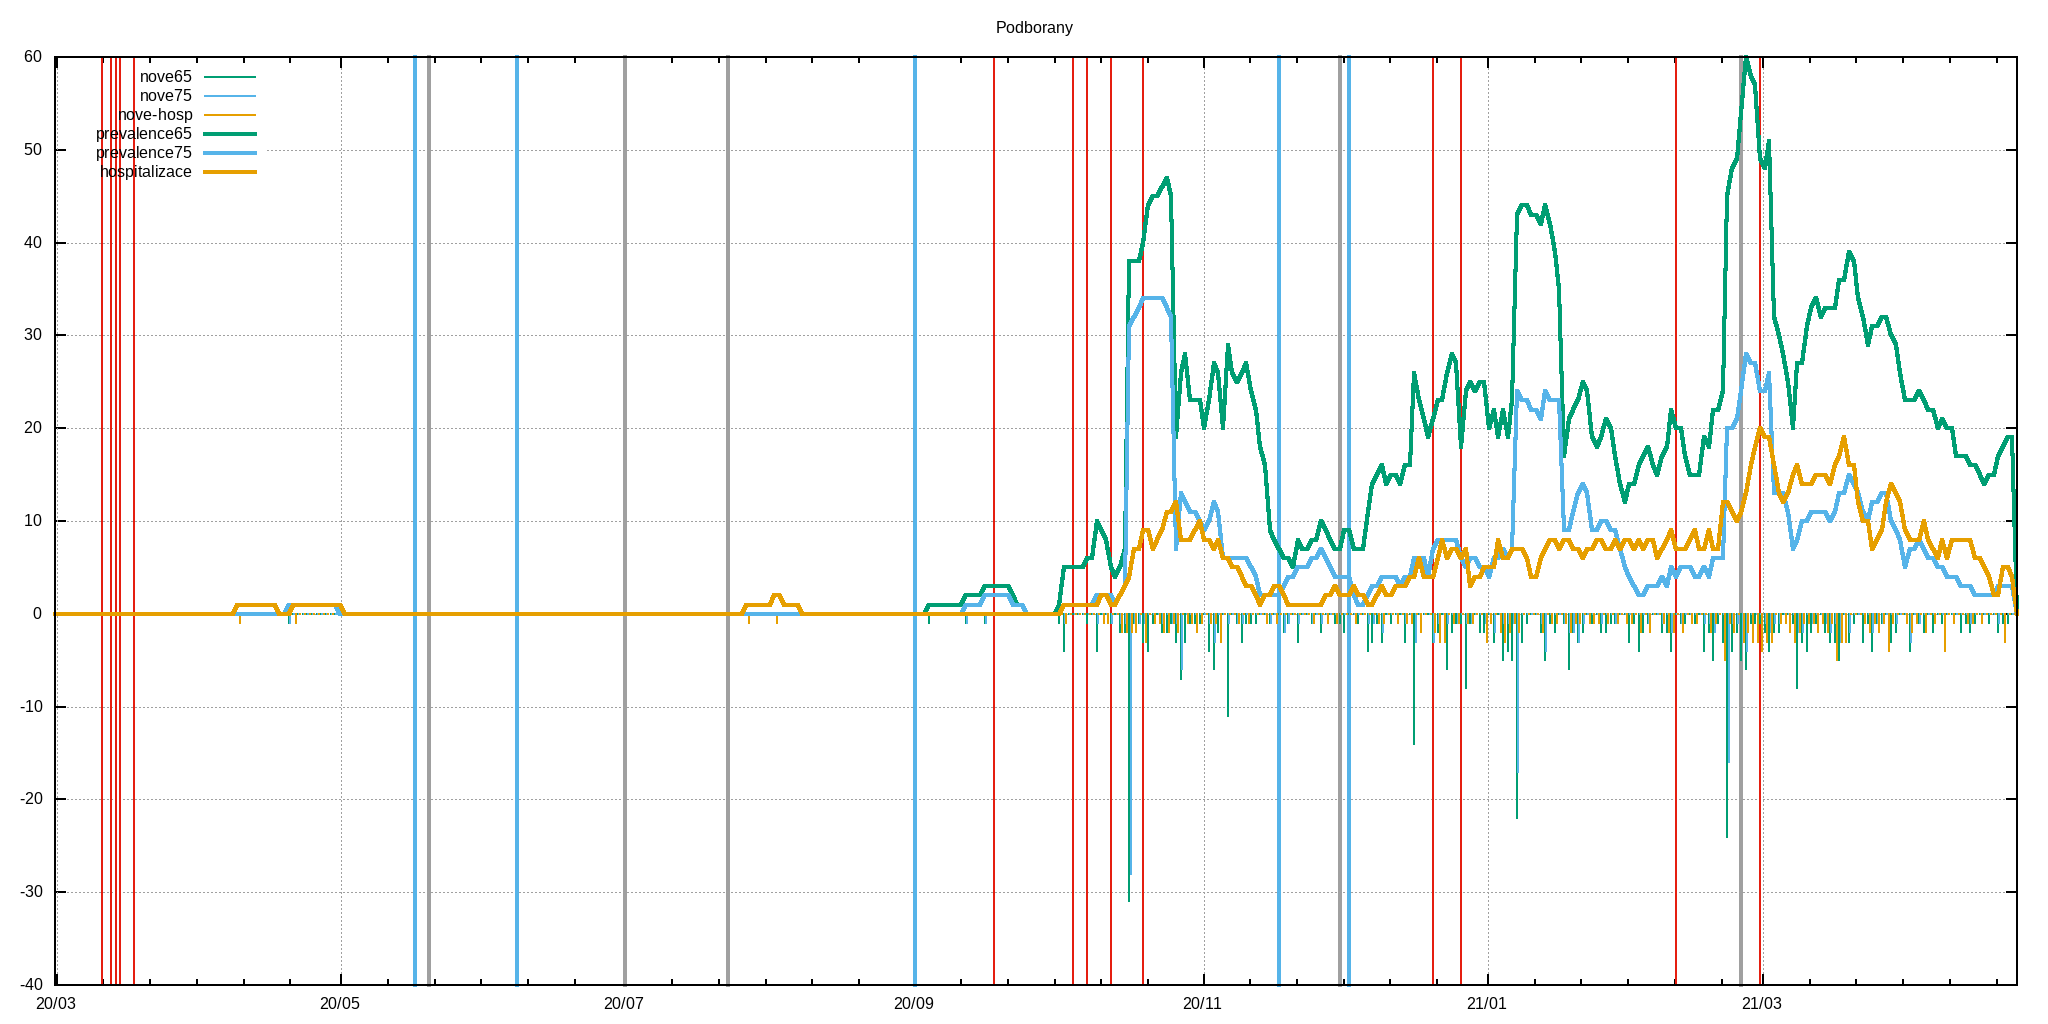 Podborany
60
nove65
nove75
nove-hosp
prevalence65
50
prevalence75
hospitalizace
40
30
20
10
0
-10
-20
-30
-40
20/03 20/05 20/07 20/09 20/11 21/01 21/03